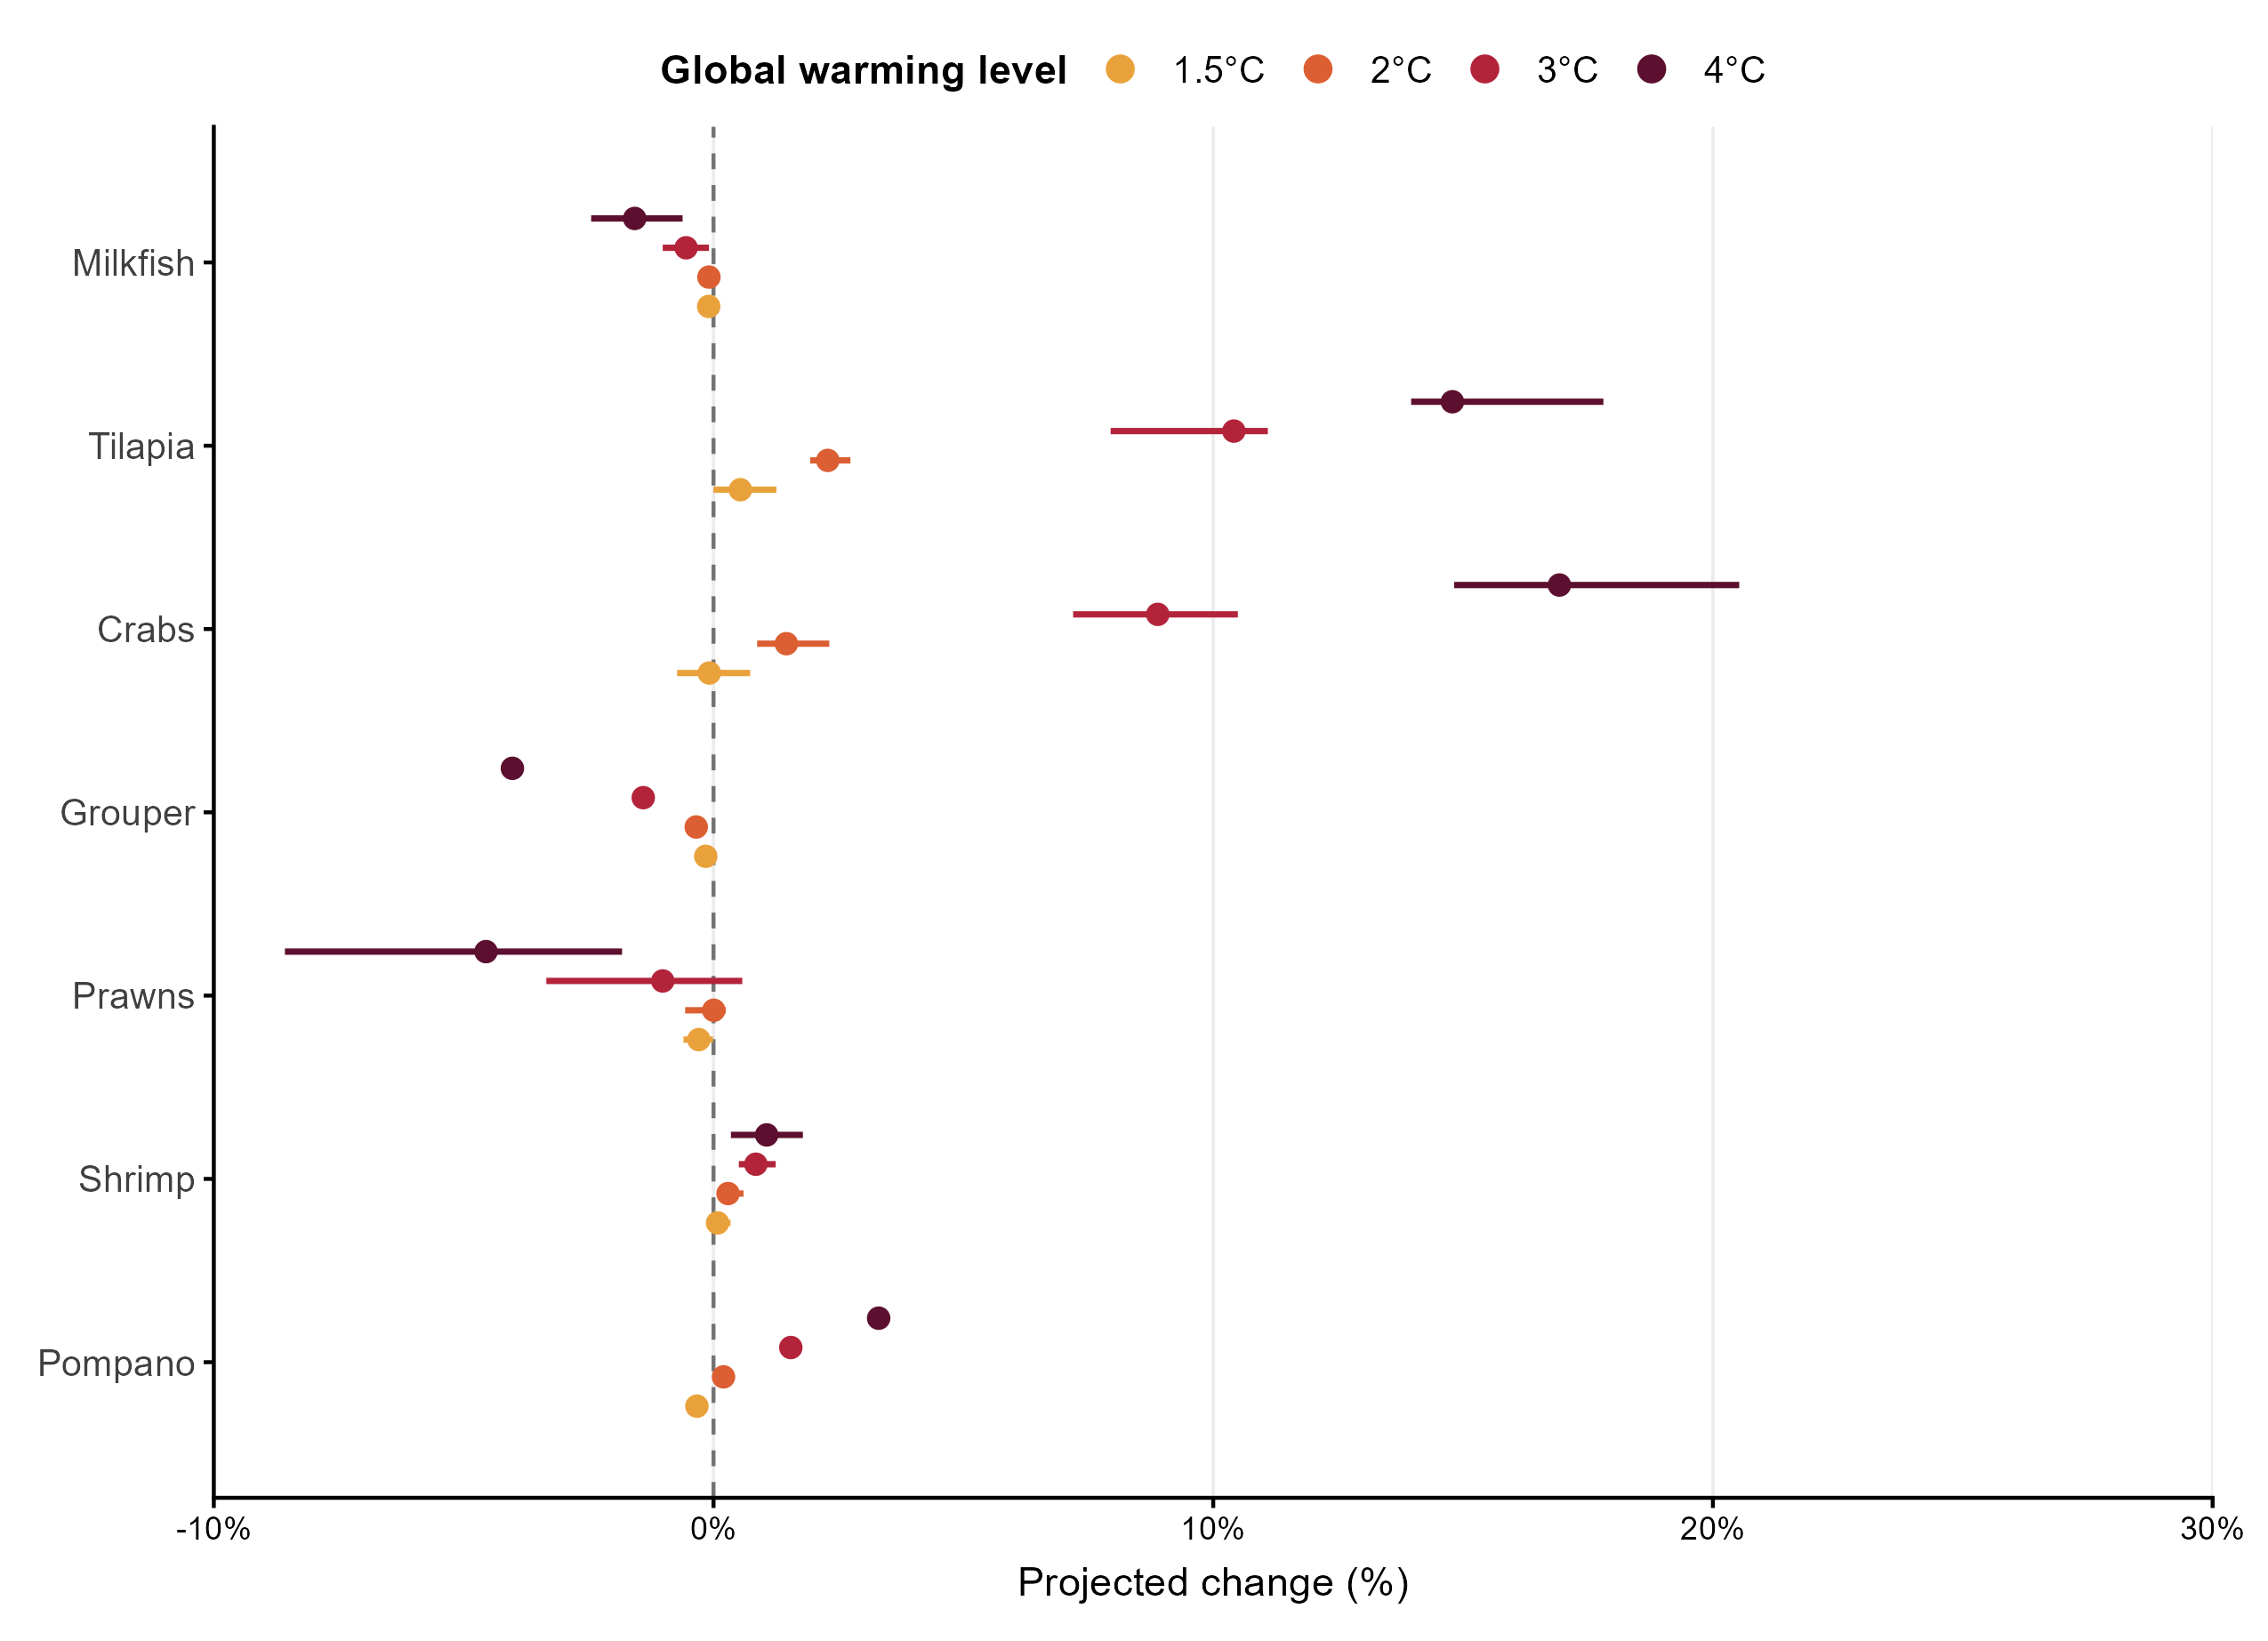 Global warming level 1.5°C 2°C 3°C 4°C
Milkfish
Tilapia
Crabs
Grouper
Prawns
Shrimp
Pompano
-10% 0% 10% 20% 30%
Projected change (%)